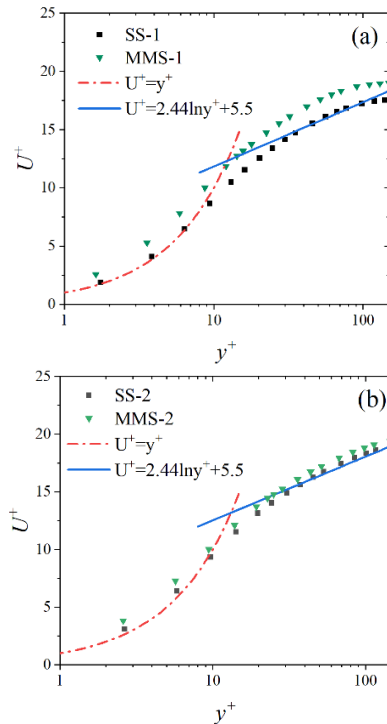 25
20
15
10
5
0
U⁺
SS-1
MMS-1
U⁺=y⁺
U⁺=2.44lny⁺+5.5
(a)
1 10 100
y⁺
25
20
15
10
5
0
U⁺
SS-2
MMS-2
U⁺=y⁺
U⁺=2.44lny⁺+5.5
(b)
1 10 100
y⁺